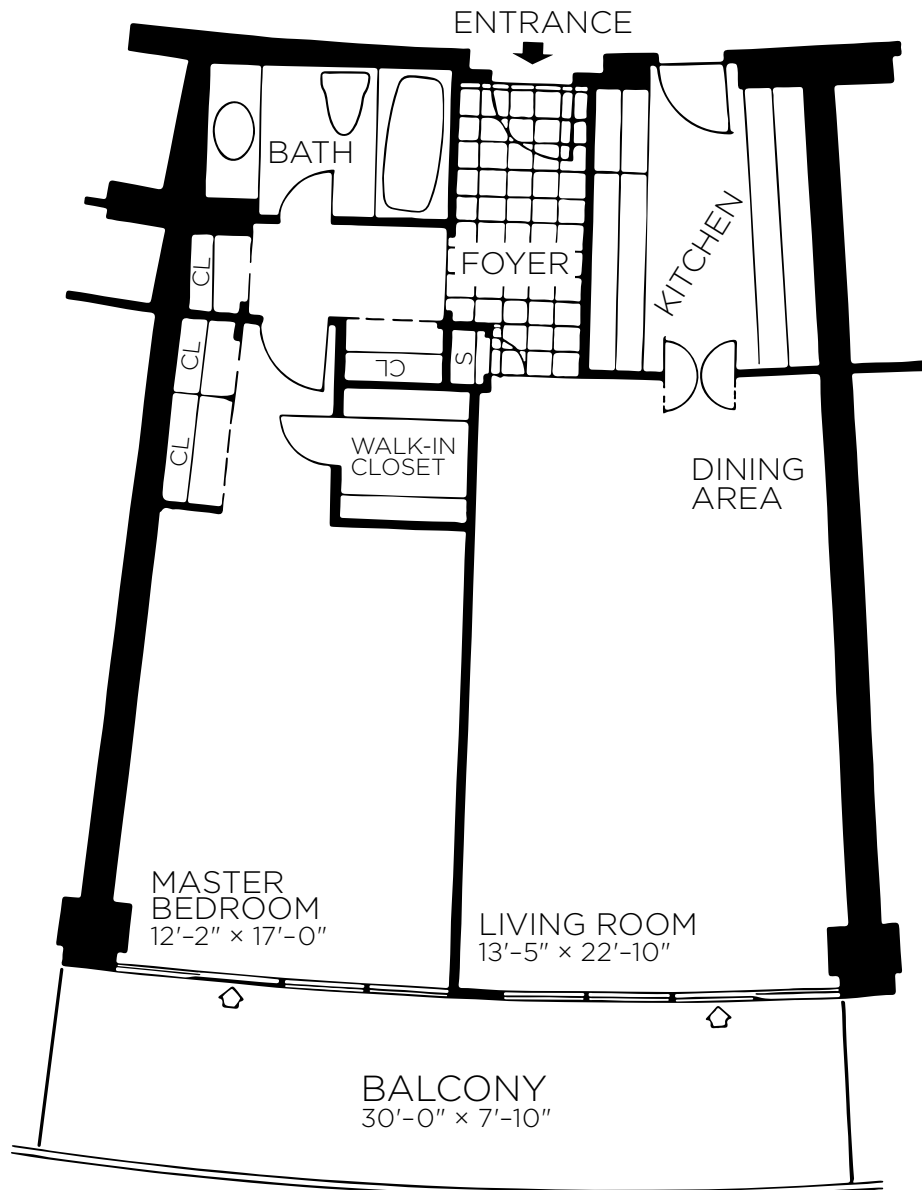 ENTRANCE
BATH
KITCHEN
FOYER
CL
CL
CL
S
CL
WALK-IN
CLOSET
DINING
AREA
MASTER
BEDROOM
12'-2" × 17'-0"
LIVING ROOM
13'-5" × 22'-10"
BALCONY
30'-0" × 7'-10"